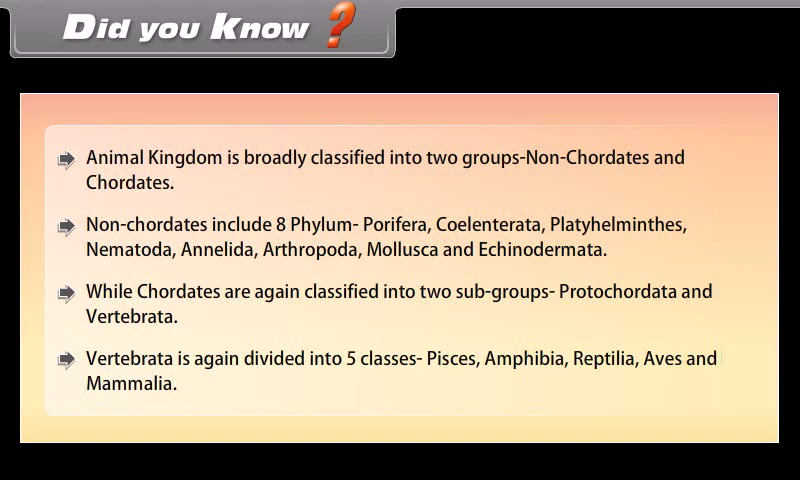 Did you Know ?
Animal Kingdom is broadly classified into two groups-Non-Chordates and
Chordates.
Non-chordates include 8 Phylum- Porifera, Coelenterata, Platyhelminthes,
Nematoda, Annelida, Arthropoda, Mollusca and Echinodermata.
While Chordates are again classified into two sub-groups- Protochordata and
Vertebrata.
Vertebrata is again divided into 5 classes- Pisces, Amphibia, Reptilia, Aves and
Mammalia.